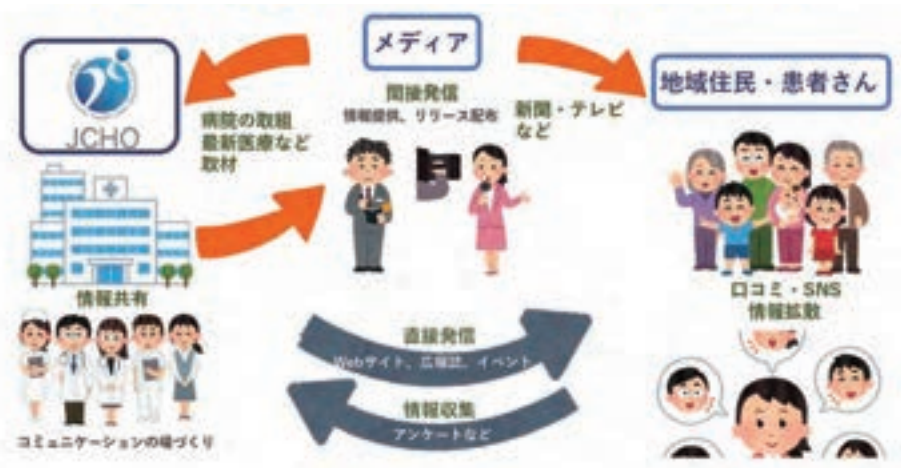 メディア
JCHO
地域住民・患者さん
間接発信
情報提供、リリース配布
病院の取組
最新医療など
取材
新聞・テレビ
など
情報共有
口コミ・SNS
情報拡散
直接発信
Webサイト、広報誌、イベント
情報収集
アンケートなど
コミュニケーションの場づくり